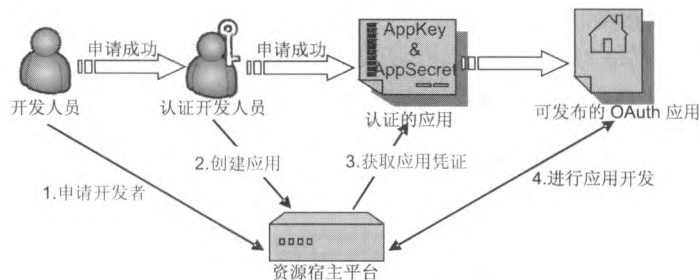 申请成功
申请成功
AppKey
&
AppSecret
开发人员
认证开发人员
认证的应用
可发布的 OAuth 应用
1.申请开发者
2.创建应用
3.获取应用凭证
4.进行应用开发
资源宿主平台